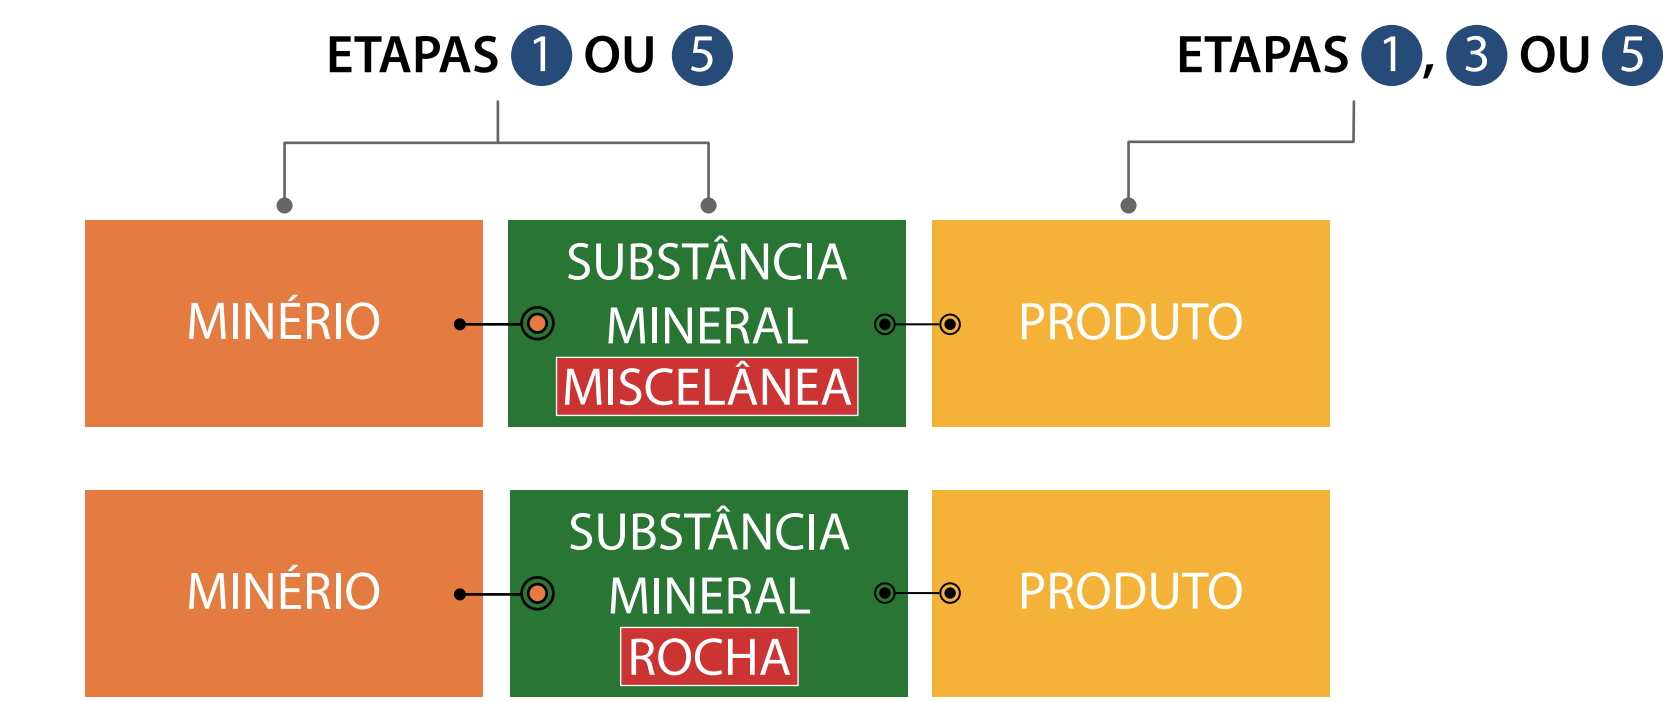 ETAPAS 1 OU 5
ETAPAS 1, 3 OU 5
MINÉRIO
SUBSTÂNCIA
MINERAL
MISCELÂNEA
PRODUTO
MINÉRIO
SUBSTÂNCIA
MINERAL
ROCHA
PRODUTO